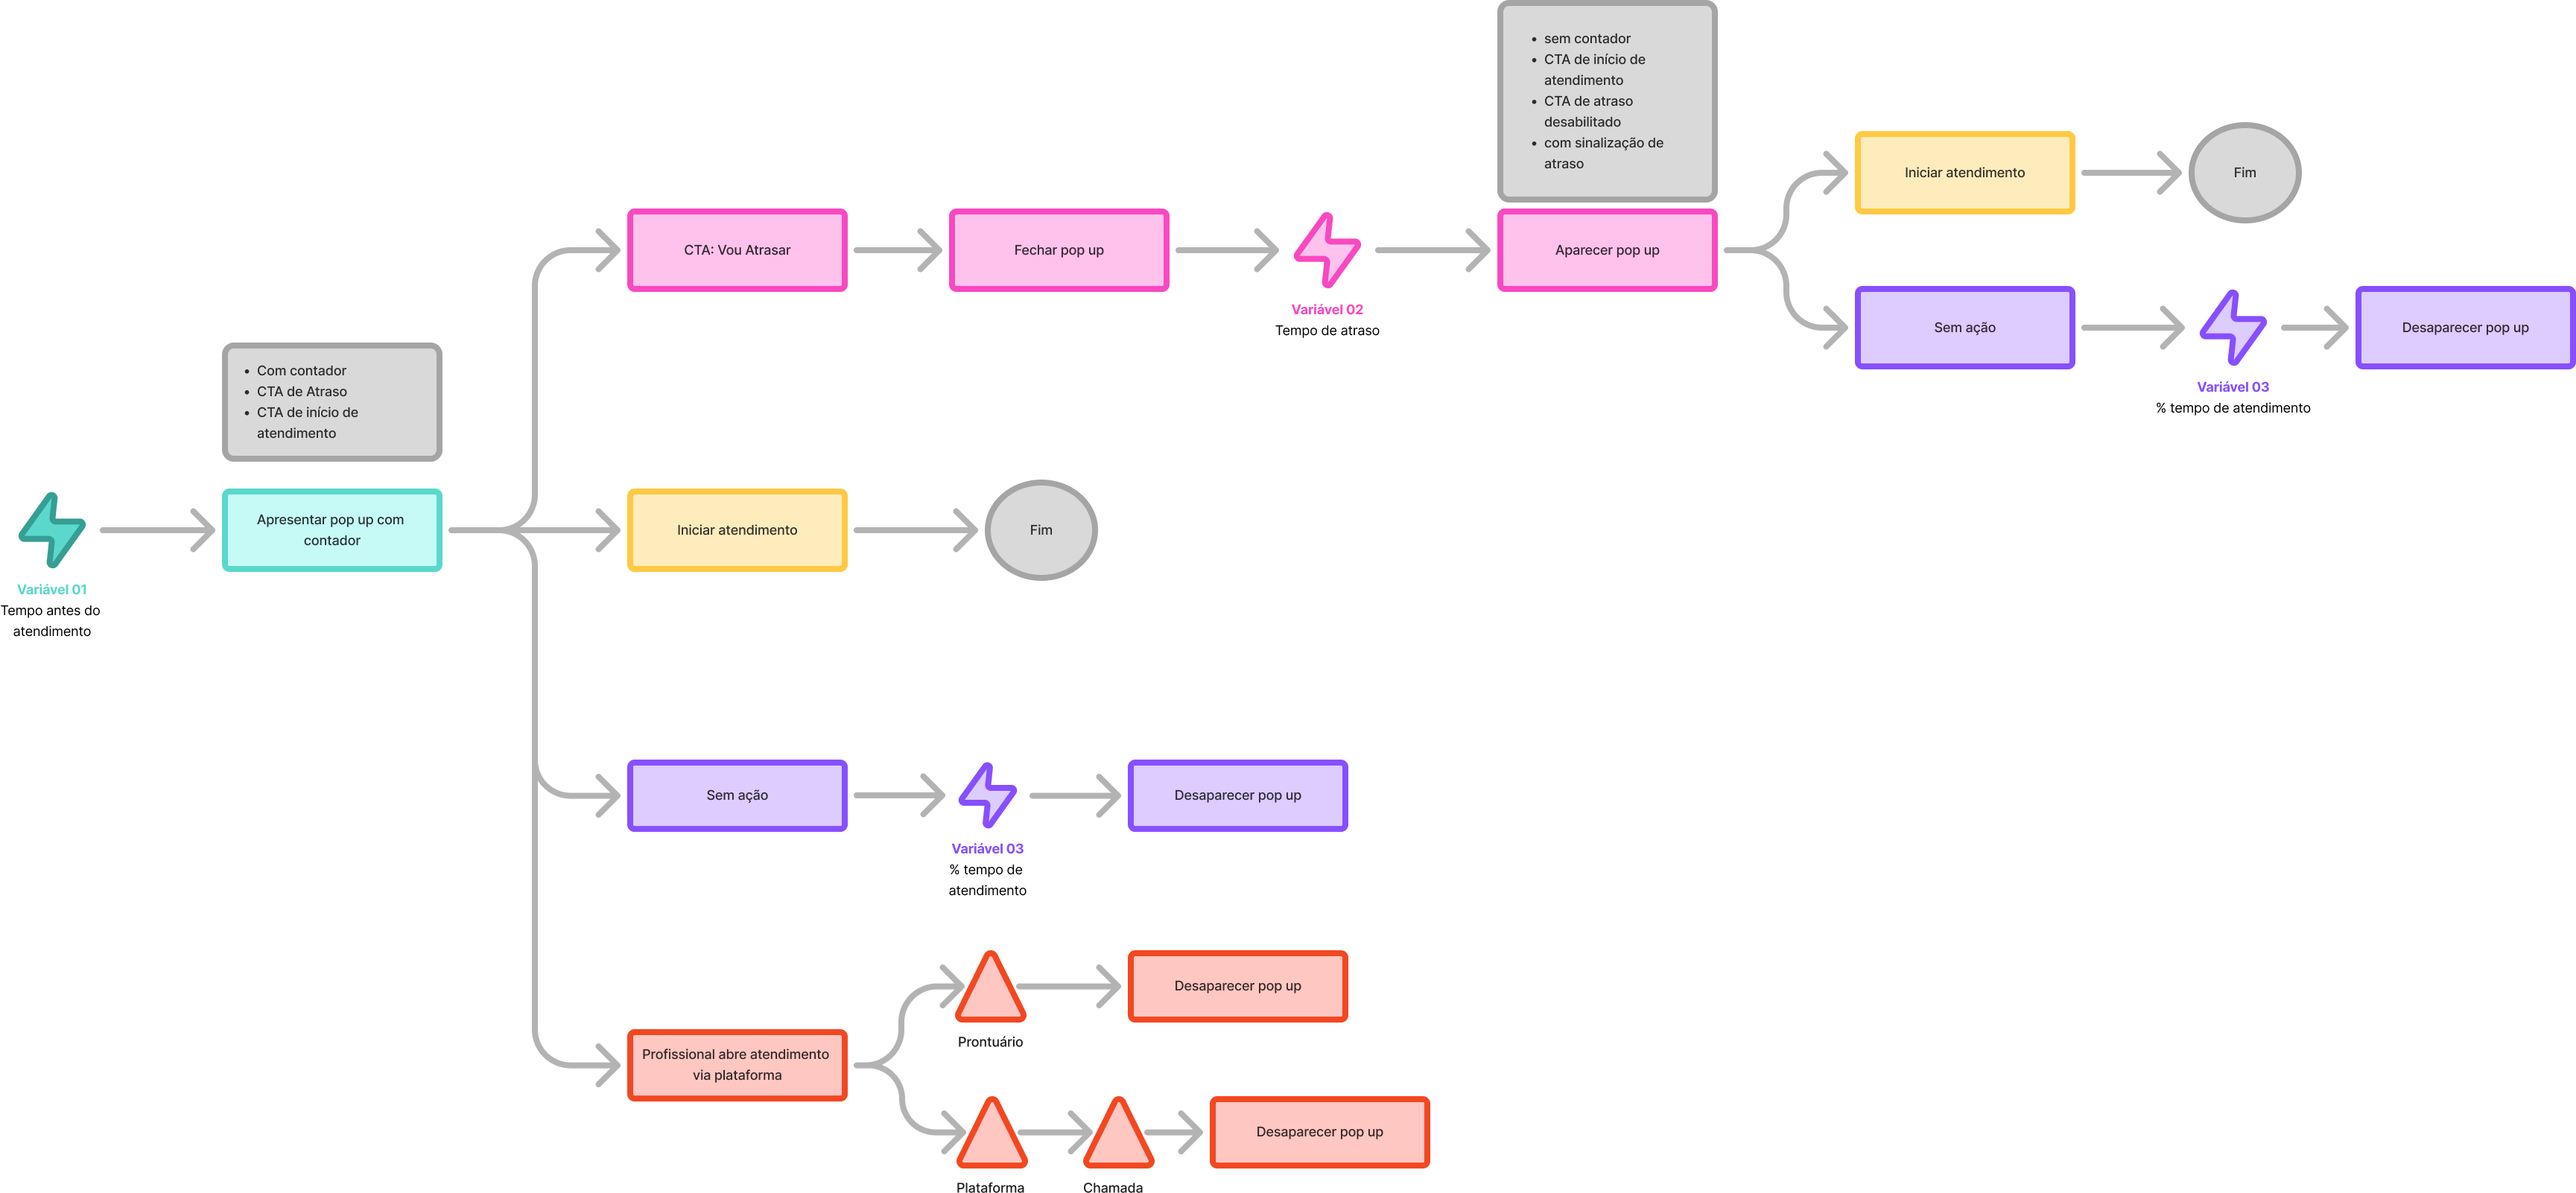 • sem contador
• CTA de início de
atendimento
• CTA de atraso
desabilitado
• com sinalização de
atraso
Iniciar atendimento
Fim
CTA: Vou Atrasar
Fechar pop up
Variável 02
Tempo de atraso
Aparecer pop up
Sem ação
Variável 03
% tempo de atendimento
Desaparecer pop up
• Com contador
• CTA de Atraso
• CTA de início de
atendimento
Variável 01
Tempo antes do
atendimento
Apresentar pop up com
contador
Iniciar atendimento
Fim
Sem ação
Variável 03
% tempo de
atendimento
Desaparecer pop up
Profissional abre atendimento
via plataforma
Prontuário
Desaparecer pop up
Plataforma
Chamada
Desaparecer pop up